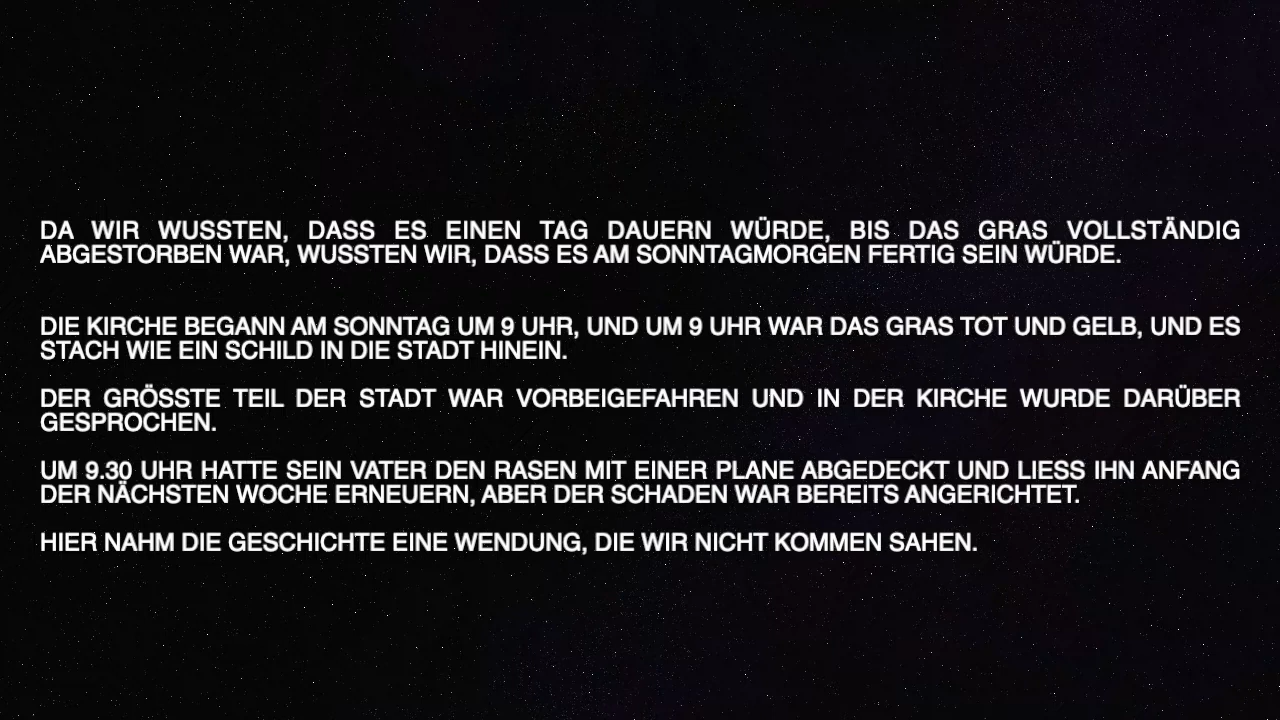 DA WIR WUSSTEN, DASS ES EINEN TAG DAUERN WÜRDE, BIS DAS GRAS VOLLSTÄNDIG
ABGESTORBEN WAR, WUSSTEN WIR, DASS ES AM SONNTAGMORGEN FERTIG SEIN WÜRDE.
DIE KIRCHE BEGANN AM SONNTAG UM 9 UHR, UND UM 9 UHR WAR DAS GRAS TOT UND GELB, UND ES
STACH WIE EIN SCHILD IN DIE STADT HINEIN.
DER GRÖSSTE TEIL DER STADT WAR VORBEIGEFAHREN UND IN DER KIRCHE WURDE DARÜBER
GESPROCHEN.
UM 9.30 UHR HATTE SEIN VATER DEN RASEN MIT EINER PLANE ABGEDECKT UND LIESS IHN ANFANG
DER NÄCHSTEN WOCHE ERNEUERN, ABER DER SCHADEN WAR BEREITS ANGERICHTET.
HIER NAHM DIE GESCHICHTE EINE WENDUNG, DIE WIR NICHT KOMMEN SAHEN.